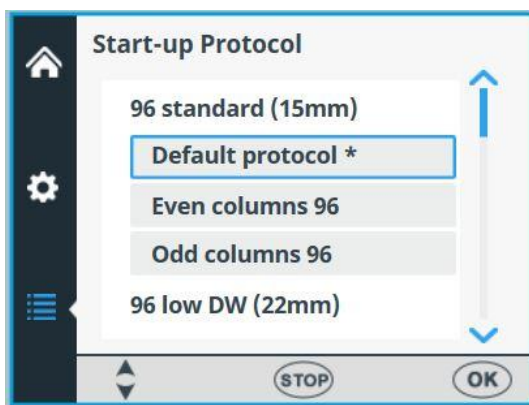 Start-up Protocol
96 standard (15mm)
Default protocol *
Even columns 96
Odd columns 96
96 low DW (22mm)
STOP
OK